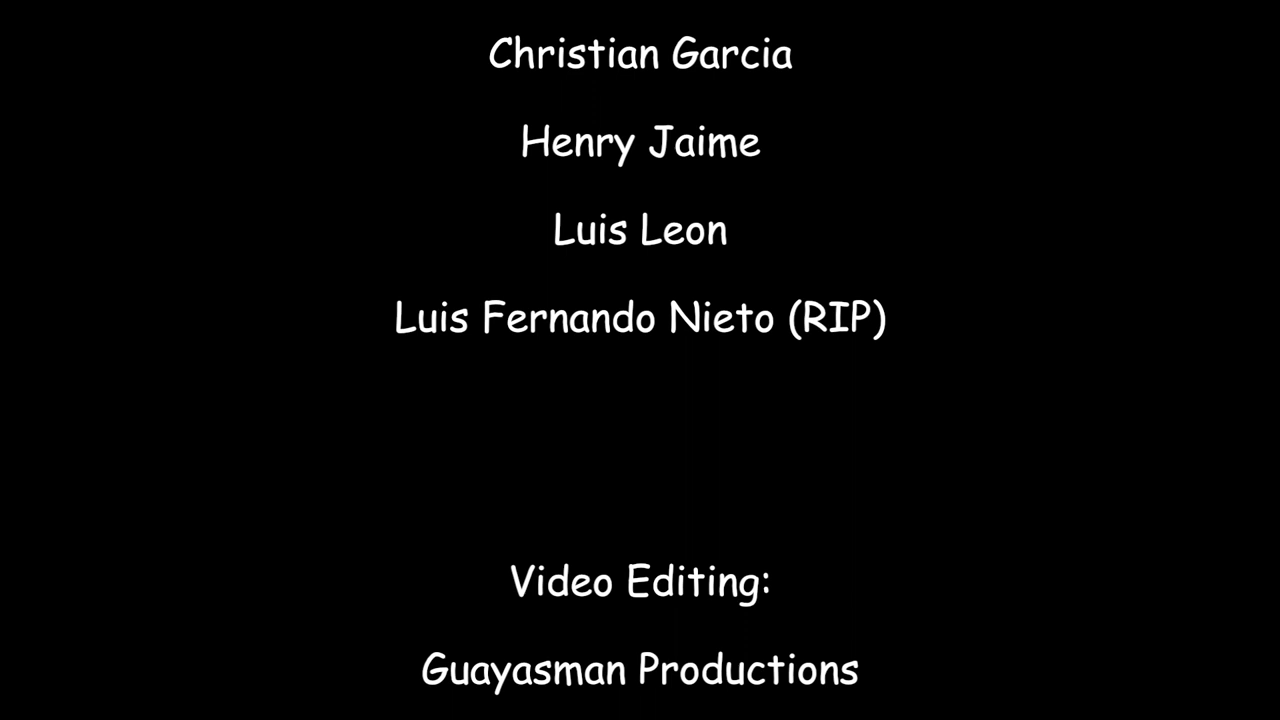 Christian Garcia
Henry Jaime
Luis Leon
Luis Fernando Nieto (RIP)
Video Editing:
Guayasman Productions